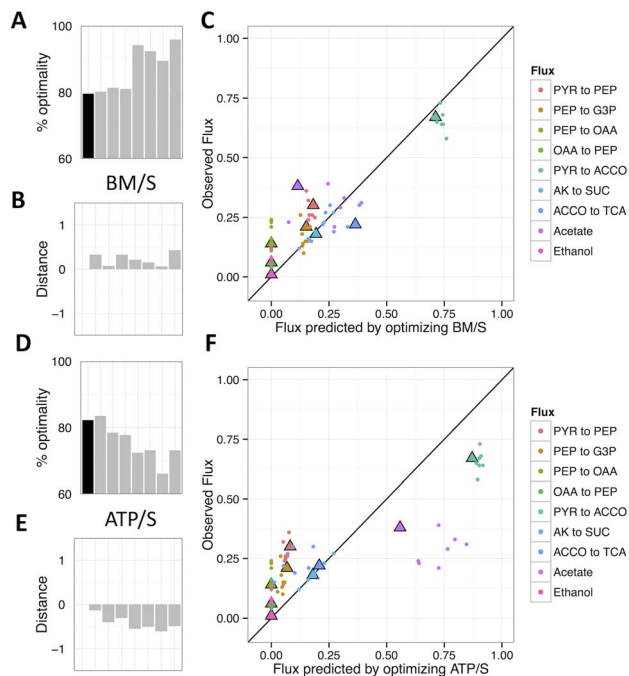 A
100
80
60
% optimality
BM/S
B
1
0
−1
Distance
C
1.00
0.75
0.50
0.25
0.00
Observed Flux
0.00 0.25 0.50 0.75 1.00
Flux predicted by optimizing BM/S
Flux
PYR to PEP
PEP to G3P
PEP to OAA
OAA to PEP
PYR to ACCO
AK to SUC
ACCO to TCA
Acetate
Ethanol
D
100
80
60
% optimality
ATP/S
E
1
0
−1
Distance
F
1.00
0.75
0.50
0.25
0.00
Observed Flux
0.00 0.25 0.50 0.75 1.00
Flux predicted by optimizing ATP/S
Flux
PYR to PEP
PEP to G3P
PEP to OAA
OAA to PEP
PYR to ACCO
AK to SUC
ACCO to TCA
Acetate
Ethanol